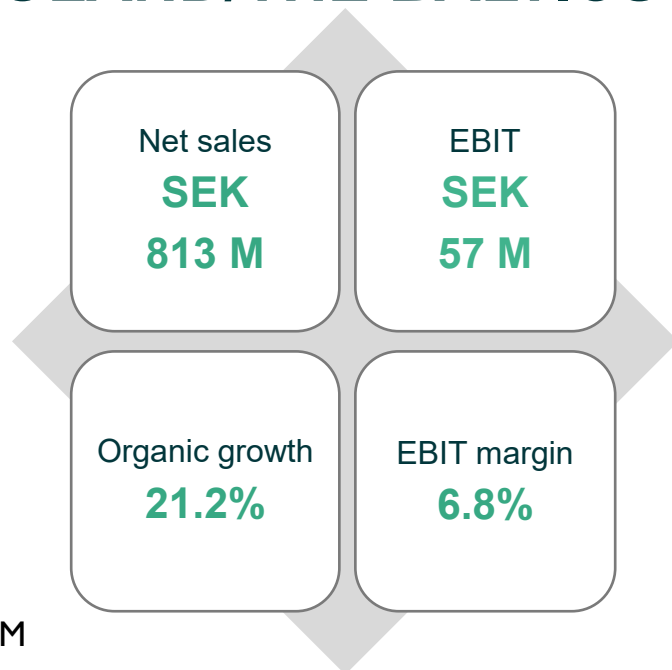 Net sales
SEK
813 M
EBIT
SEK
57 M
Organic growth
21.2%
EBIT margin
6.8%
M